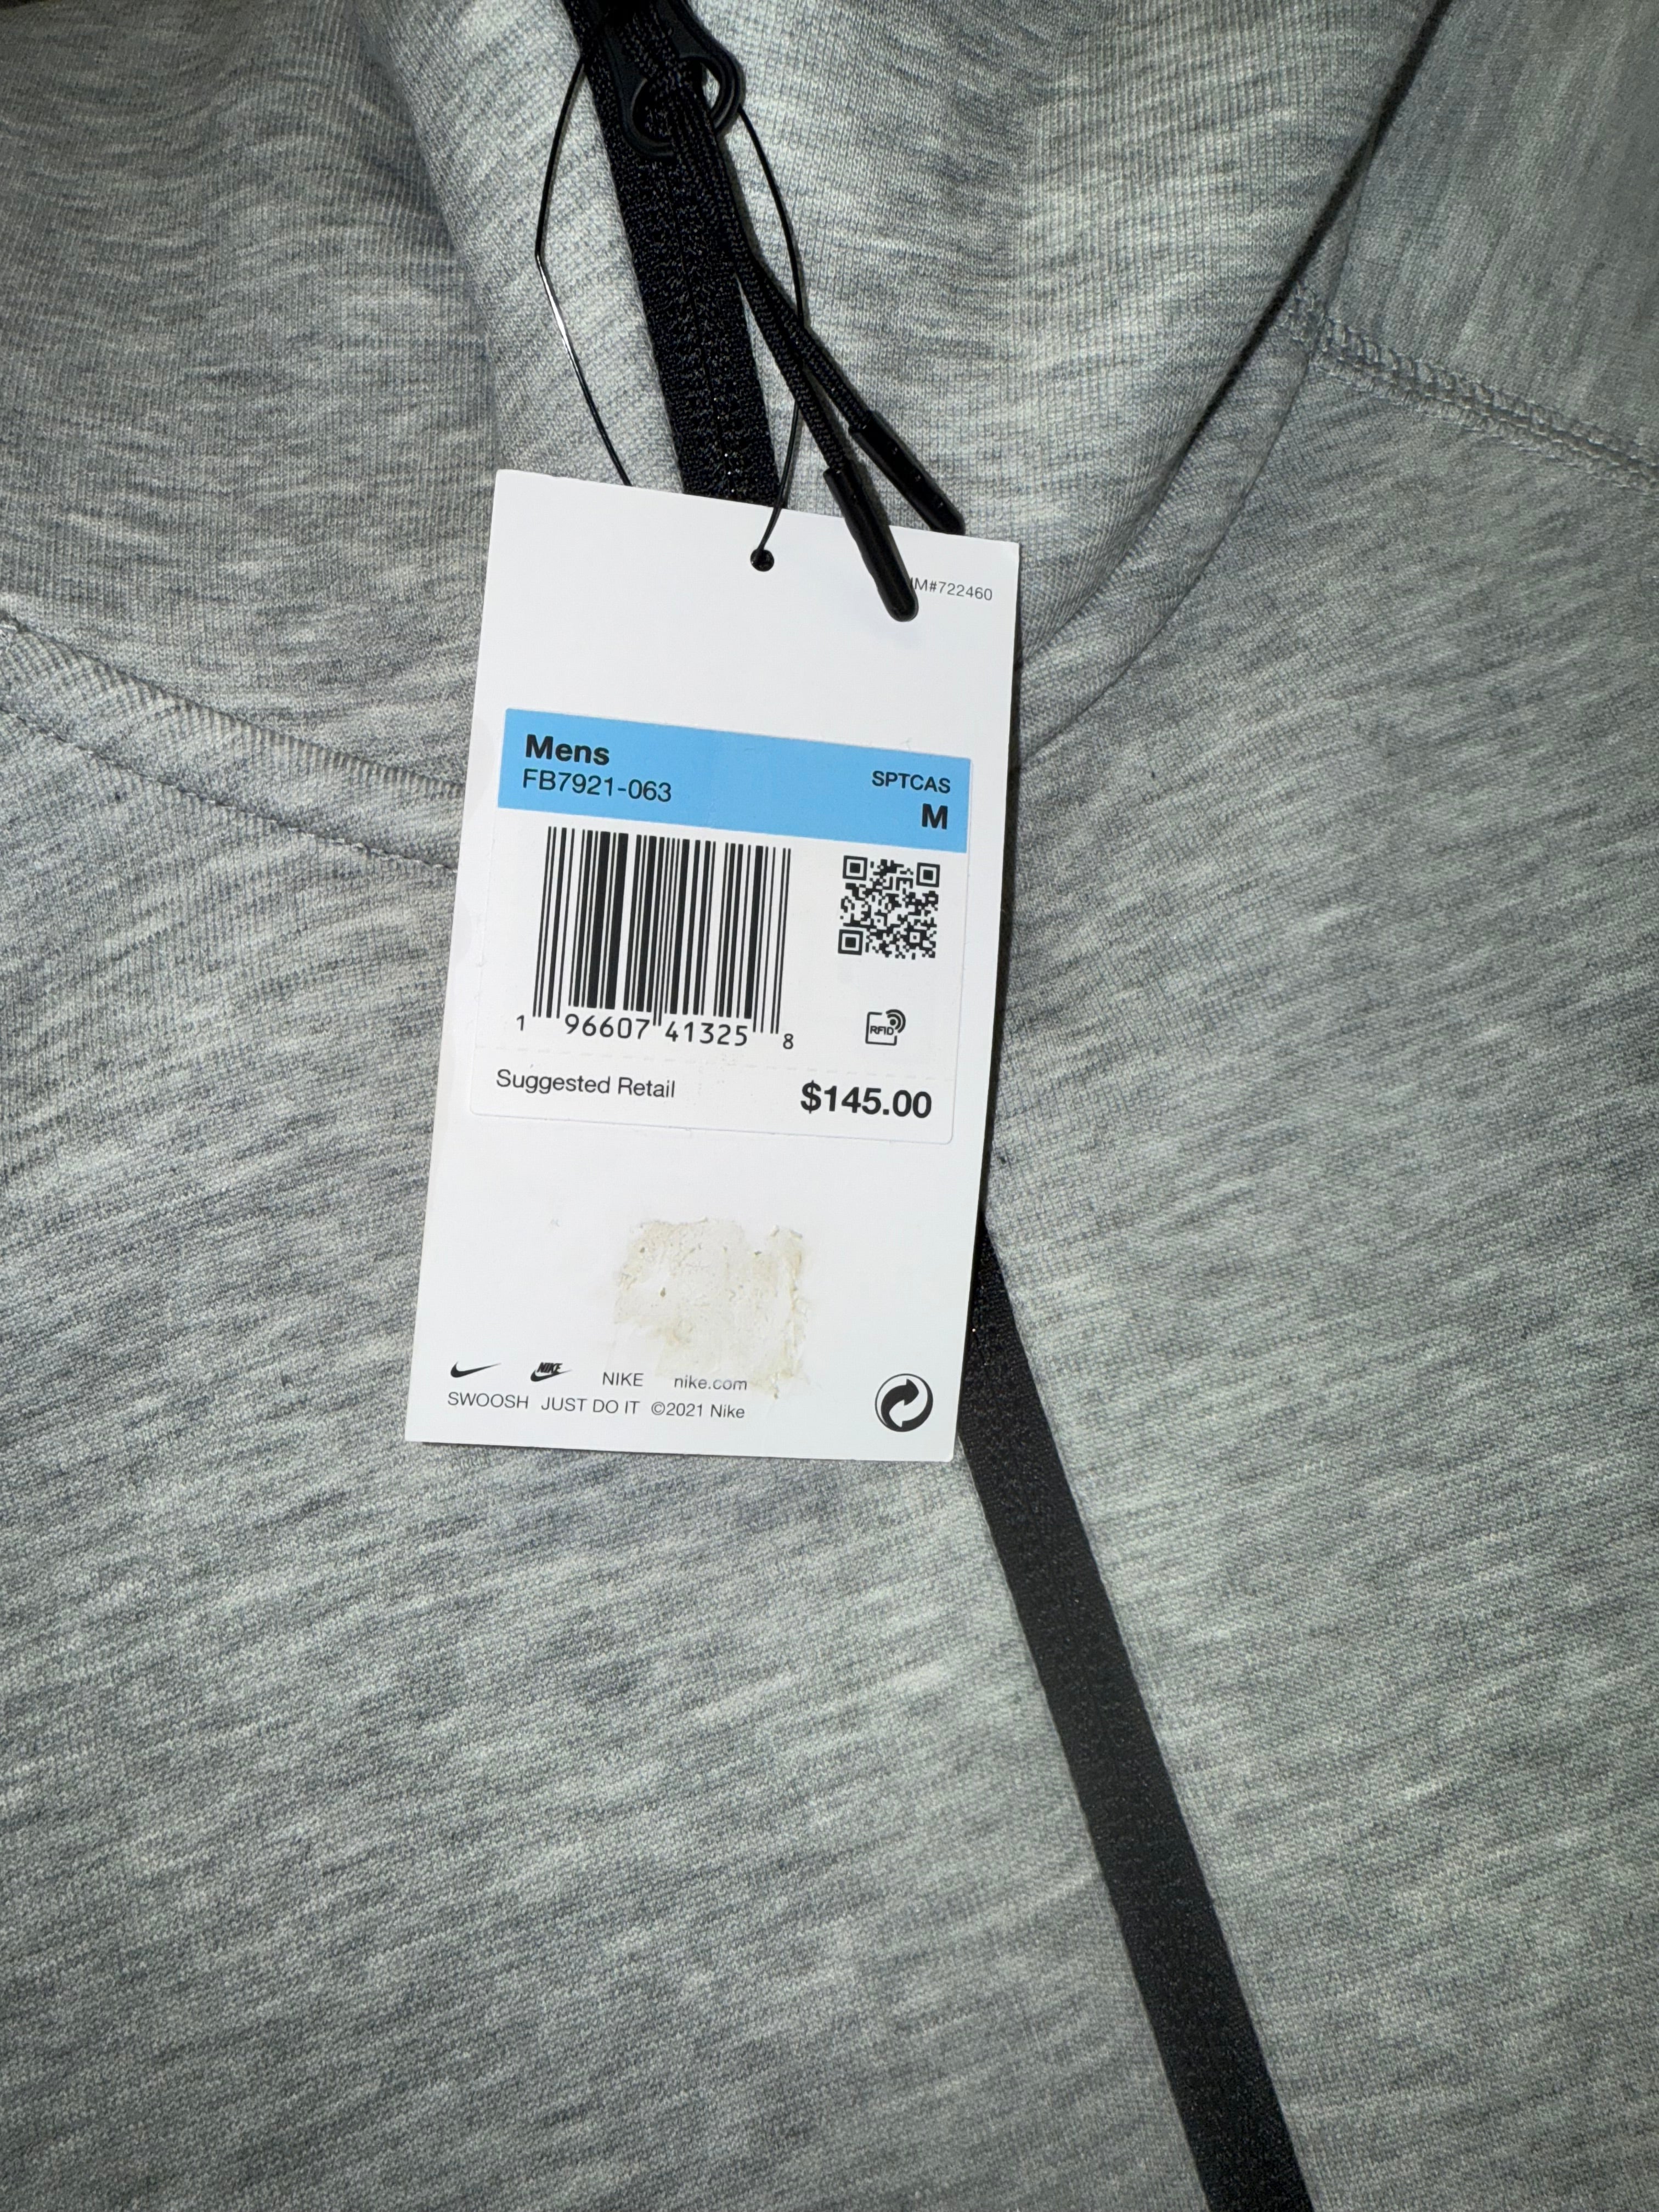 M#722460
Mens
FB7921-063
SPTCAS
M
1 96607 41325 8
RFID
Suggested Retail $145.00
NIKE NIKE nike.com
SWOOSH JUST DO IT ©2021 Nike